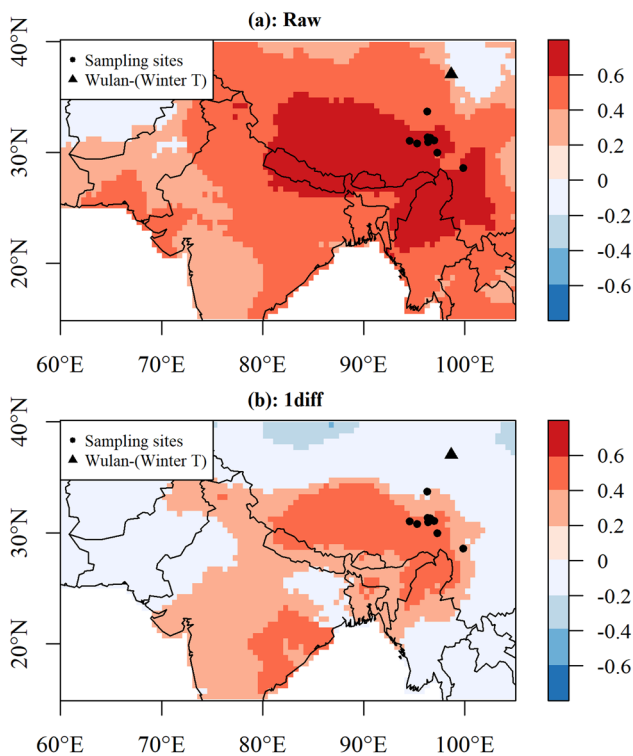 (a): Raw
40°N
30°N
20°N
Sampling sites
Wulan-(Winter T)
0.6
0.4
0.2
0
-0.2
-0.4
-0.6
60°E 70°E 80°E 90°E 100°E
(b): 1diff
40°N
30°N
20°N
Sampling sites
Wulan-(Winter T)
0.6
0.4
0.2
0
-0.2
-0.4
-0.6
60°E 70°E 80°E 90°E 100°E